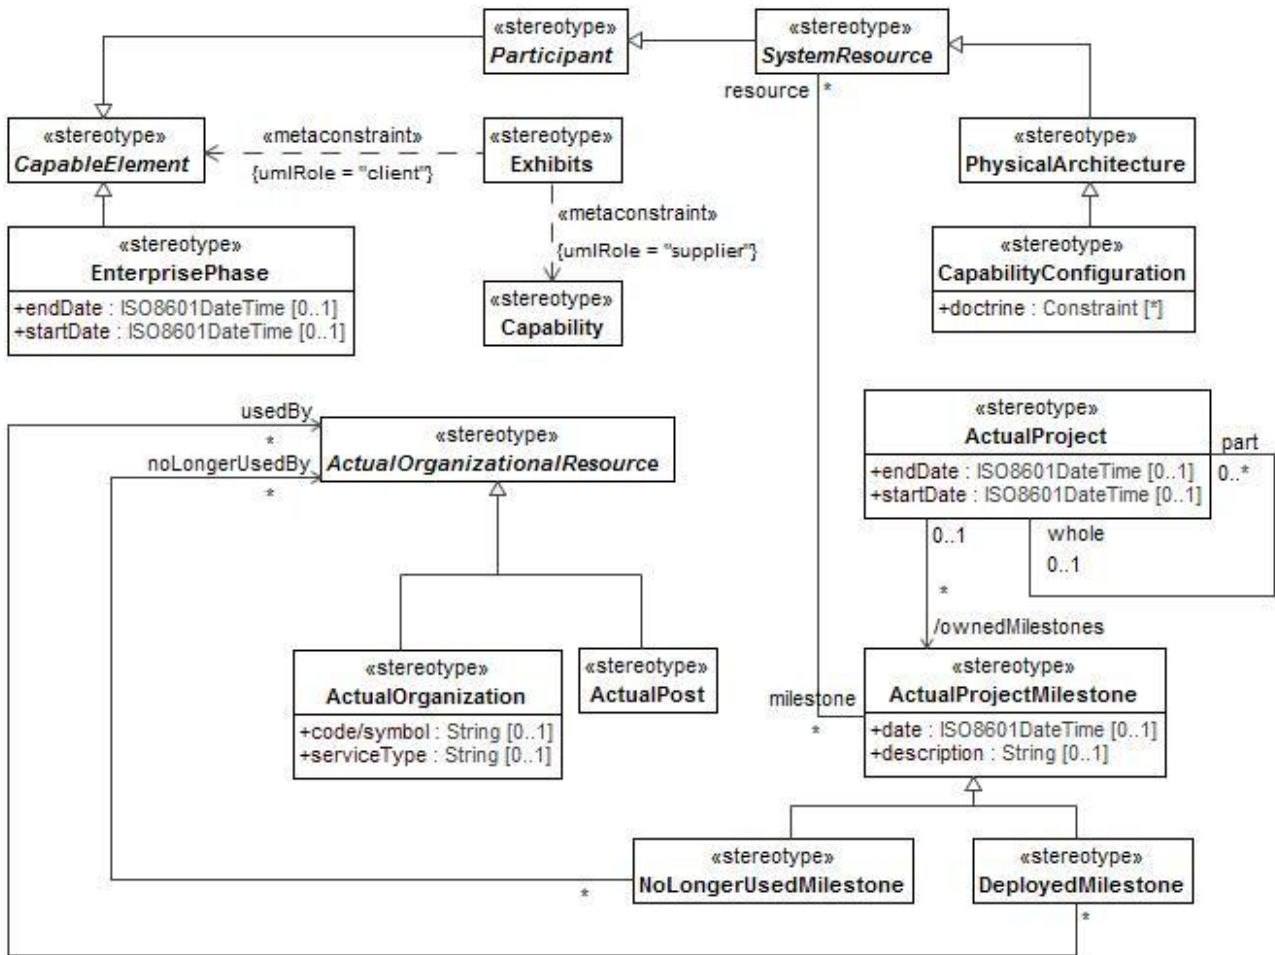 «stereotype»
Participant
«stereotype»
SystemResource
resource
*
«stereotype»
CapableElement
«metaconstraint»
{umlRole = "client"}
«stereotype»
Exhibits
«stereotype»
PhysicalArchitecture
«metaconstraint»
{umlRole = "supplier"}
«stereotype»
EnterprisePhase
+endDate : ISO8601DateTime [0..1]
+startDate : ISO8601DateTime [0..1]
«stereotype»
Capability
«stereotype»
CapabilityConfiguration
+doctrine : Constraint [*]
usedBy
*
noLongerUsedBy
*
«stereotype»
ActualOrganizationalResource
«stereotype»
ActualProject
+endDate : ISO8601DateTime [0..1]
+startDate : ISO8601DateTime [0..1]
part
0..*
0..1
whole
0..1
*
/ownedMilestones
«stereotype»
ActualOrganization
+code/symbol : String [0..1]
+serviceType : String [0..1]
«stereotype»
ActualPost
milestone
*
«stereotype»
ActualProjectMilestone
+date : ISO8601DateTime [0..1]
+description : String [0..1]
«stereotype»
NoLongerUsedMilestone
*
«stereotype»
DeployedMilestone
*